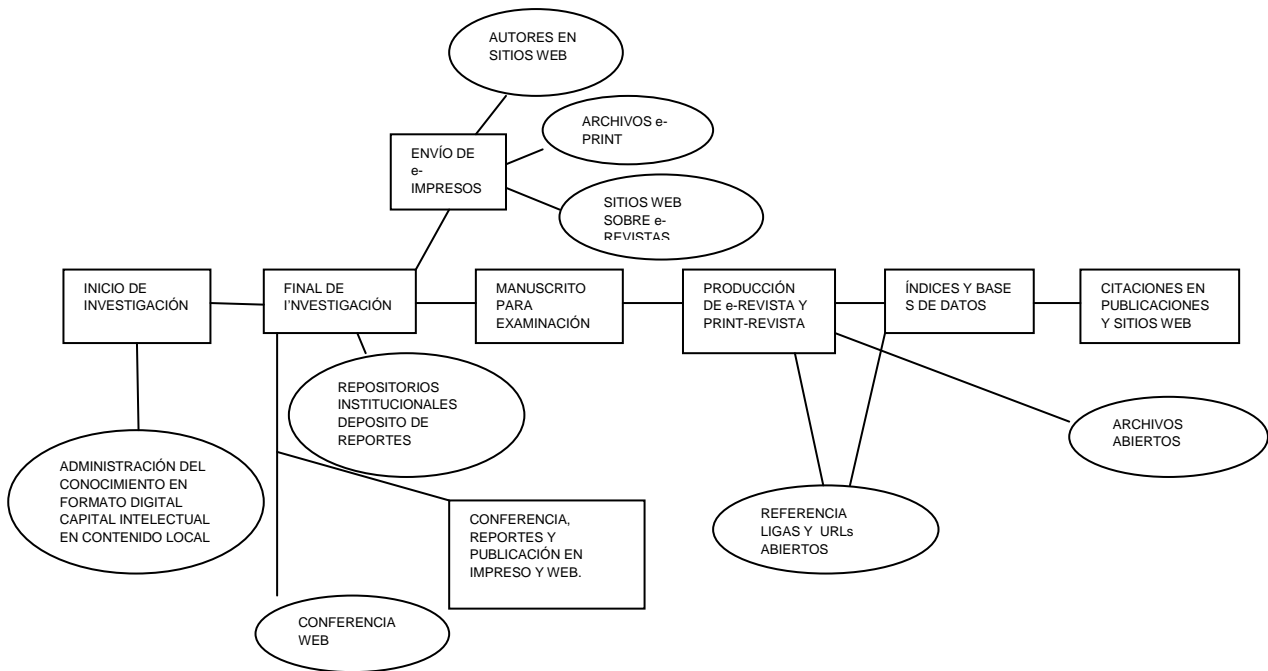 AUTORES EN
SITIOS WEB
ARCHIVOS e-
PRINT
ENVÍO DE
e-
IMPRESOS
SITIOS WEB
SOBRE e-
REVISTAS
INICIO DE
INVESTIGACIÓN
FINAL DE
I'NVESTIGACIÓN
MANUSCRITO
PARA
EXAMINACIÓN
PRODUCCIÓN
DE e-REVISTA Y
PRINT-REVISTA
ÍNDICES Y BASE
S DE DATOS
CITACIONES EN
PUBLICACIONES
Y SITIOS WEB
REPOSITORIOS
INSTITUCIONALES
DEPOSITO DE
REPORTES
ARCHIVOS
ABIERTOS
ADMINISTRACIÓN DEL
CONOCIMIENTO EN
FORMATO DIGITAL
CAPITAL INTELECTUAL
EN CONTENIDO LOCAL
CONFERENCIA,
REPORTES Y
PUBLICACIÓN EN
IMPRESO Y WEB.
REFERENCIA
LIGAS Y URLs
ABIERTOS
CONFERENCIA
WEB